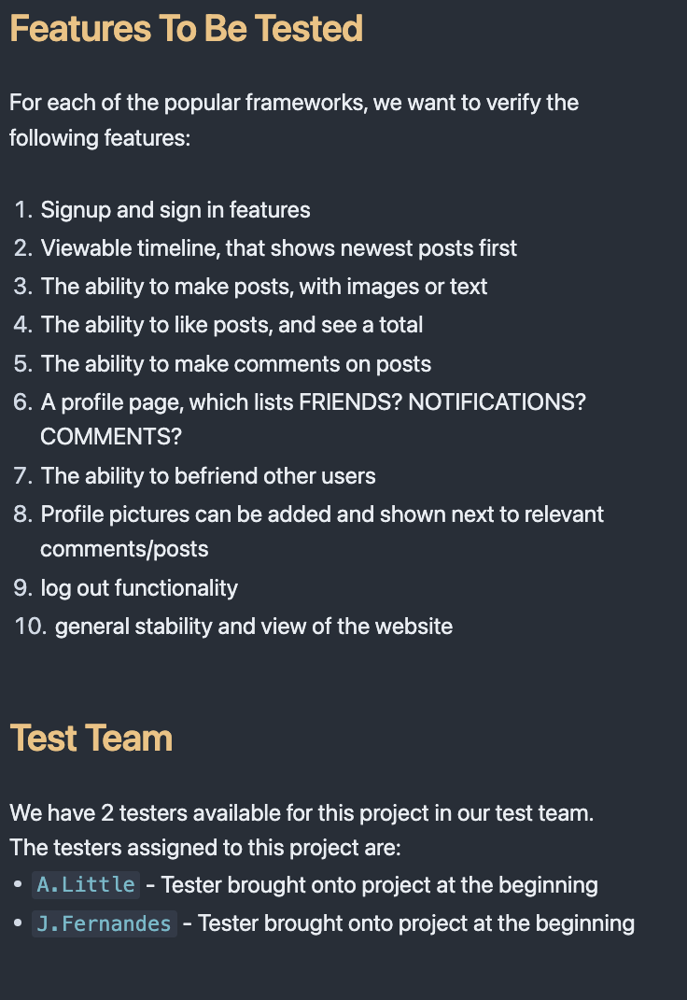 Features To Be Tested
For each of the popular frameworks, we want to verify the
following features:
1. Signup and sign in features
2. Viewable timeline, that shows newest posts first
3. The ability to make posts, with images or text
4. The ability to like posts, and see a total
5. The ability to make comments on posts
6. A profile page, which lists FRIENDS? NOTIFICATIONS?
COMMENTS?
7. The ability to befriend other users
8. Profile pictures can be added and shown next to relevant
comments/posts
9. log out functionality
10. general stability and view of the website
Test Team
We have 2 testers available for this project in our test team.
The testers assigned to this project are:
• A.Little - Tester brought onto project at the beginning
• J.Fernandes - Tester brought onto project at the beginning